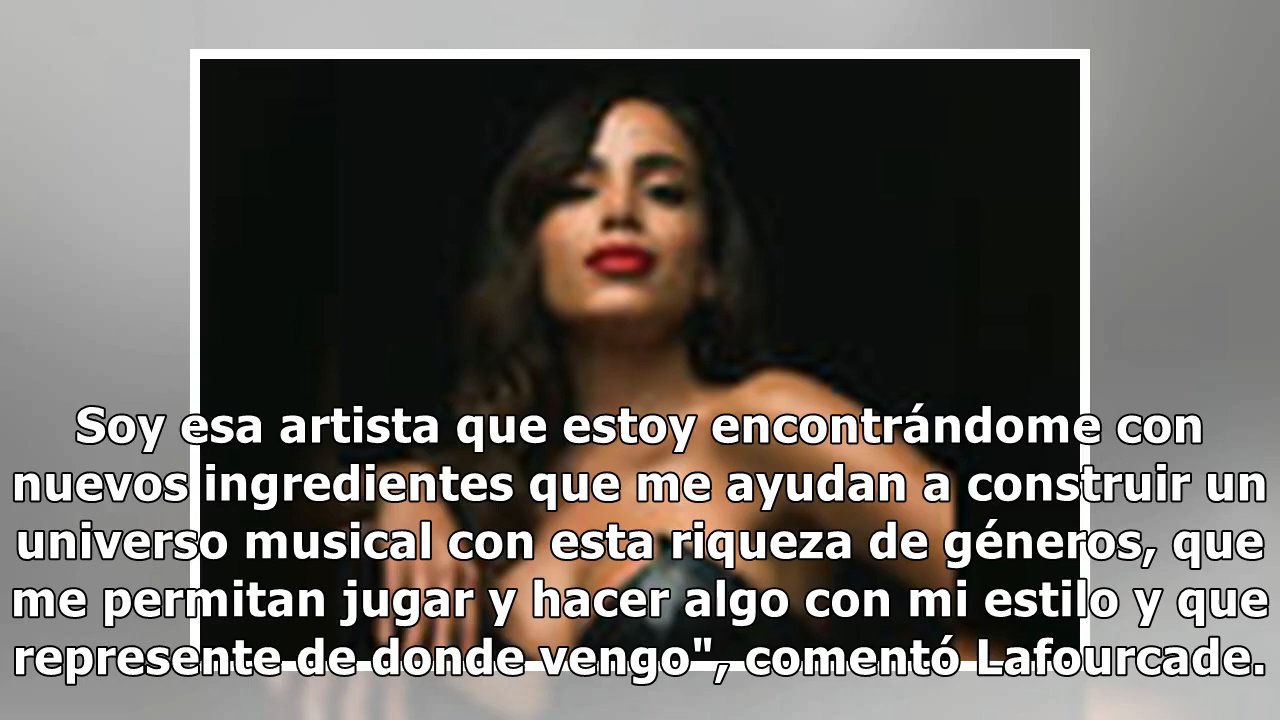 Soy esa artista que estoy encontrándome con
nuevos ingredientes que me ayudan a construir un
universo musical con esta riqueza de géneros, que
me permitan jugar y hacer algo con mi estilo y que
represente de donde vengo", comentó Lafourcade.